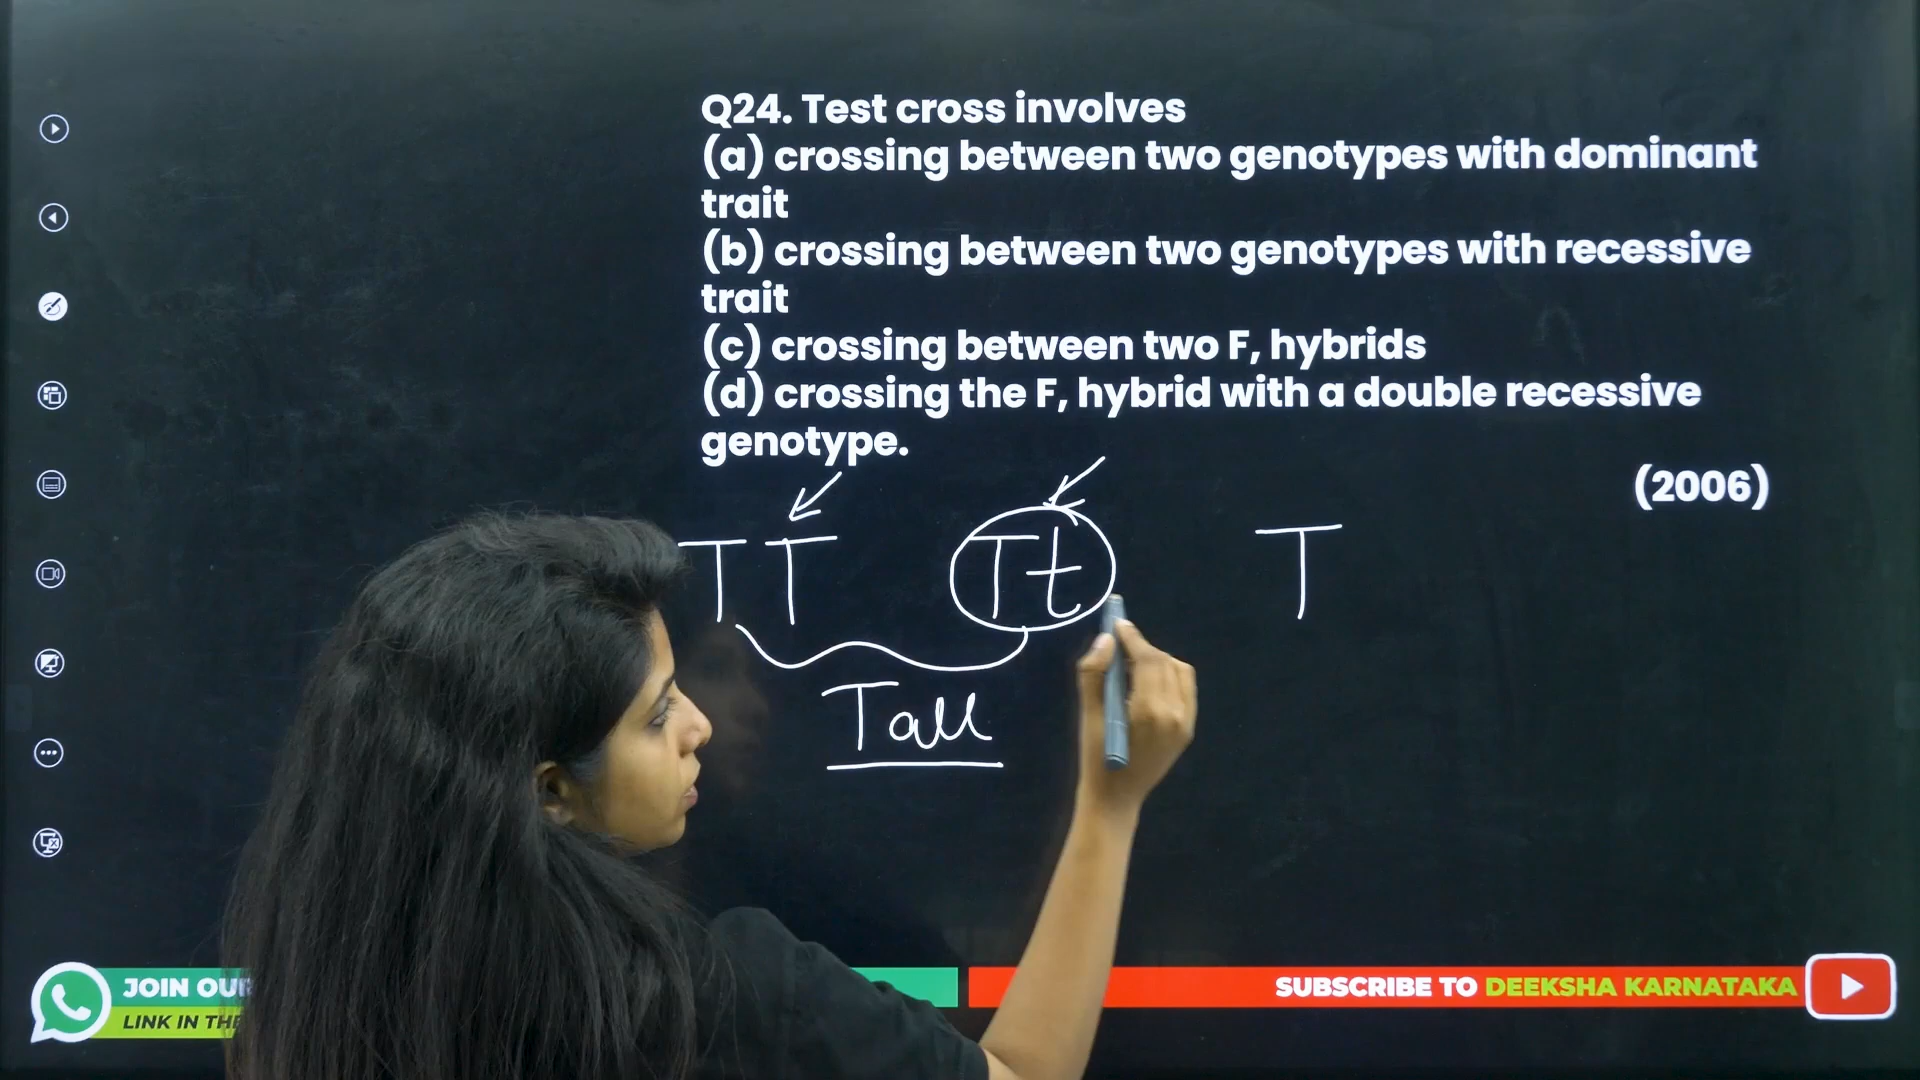 Q24. Test cross involves
(a) crossing between two genotypes with dominant
trait
(b) crossing between two genotypes with recessive
trait
(c) crossing between two F, hybrids
(d) crossing the F, hybrid with a double recessive
genotype.
(2006)
TT Tt T
Tall
JOIN OUR
LINK IN THE
SUBSCRIBE TO DEEKSHA KARNATAKA